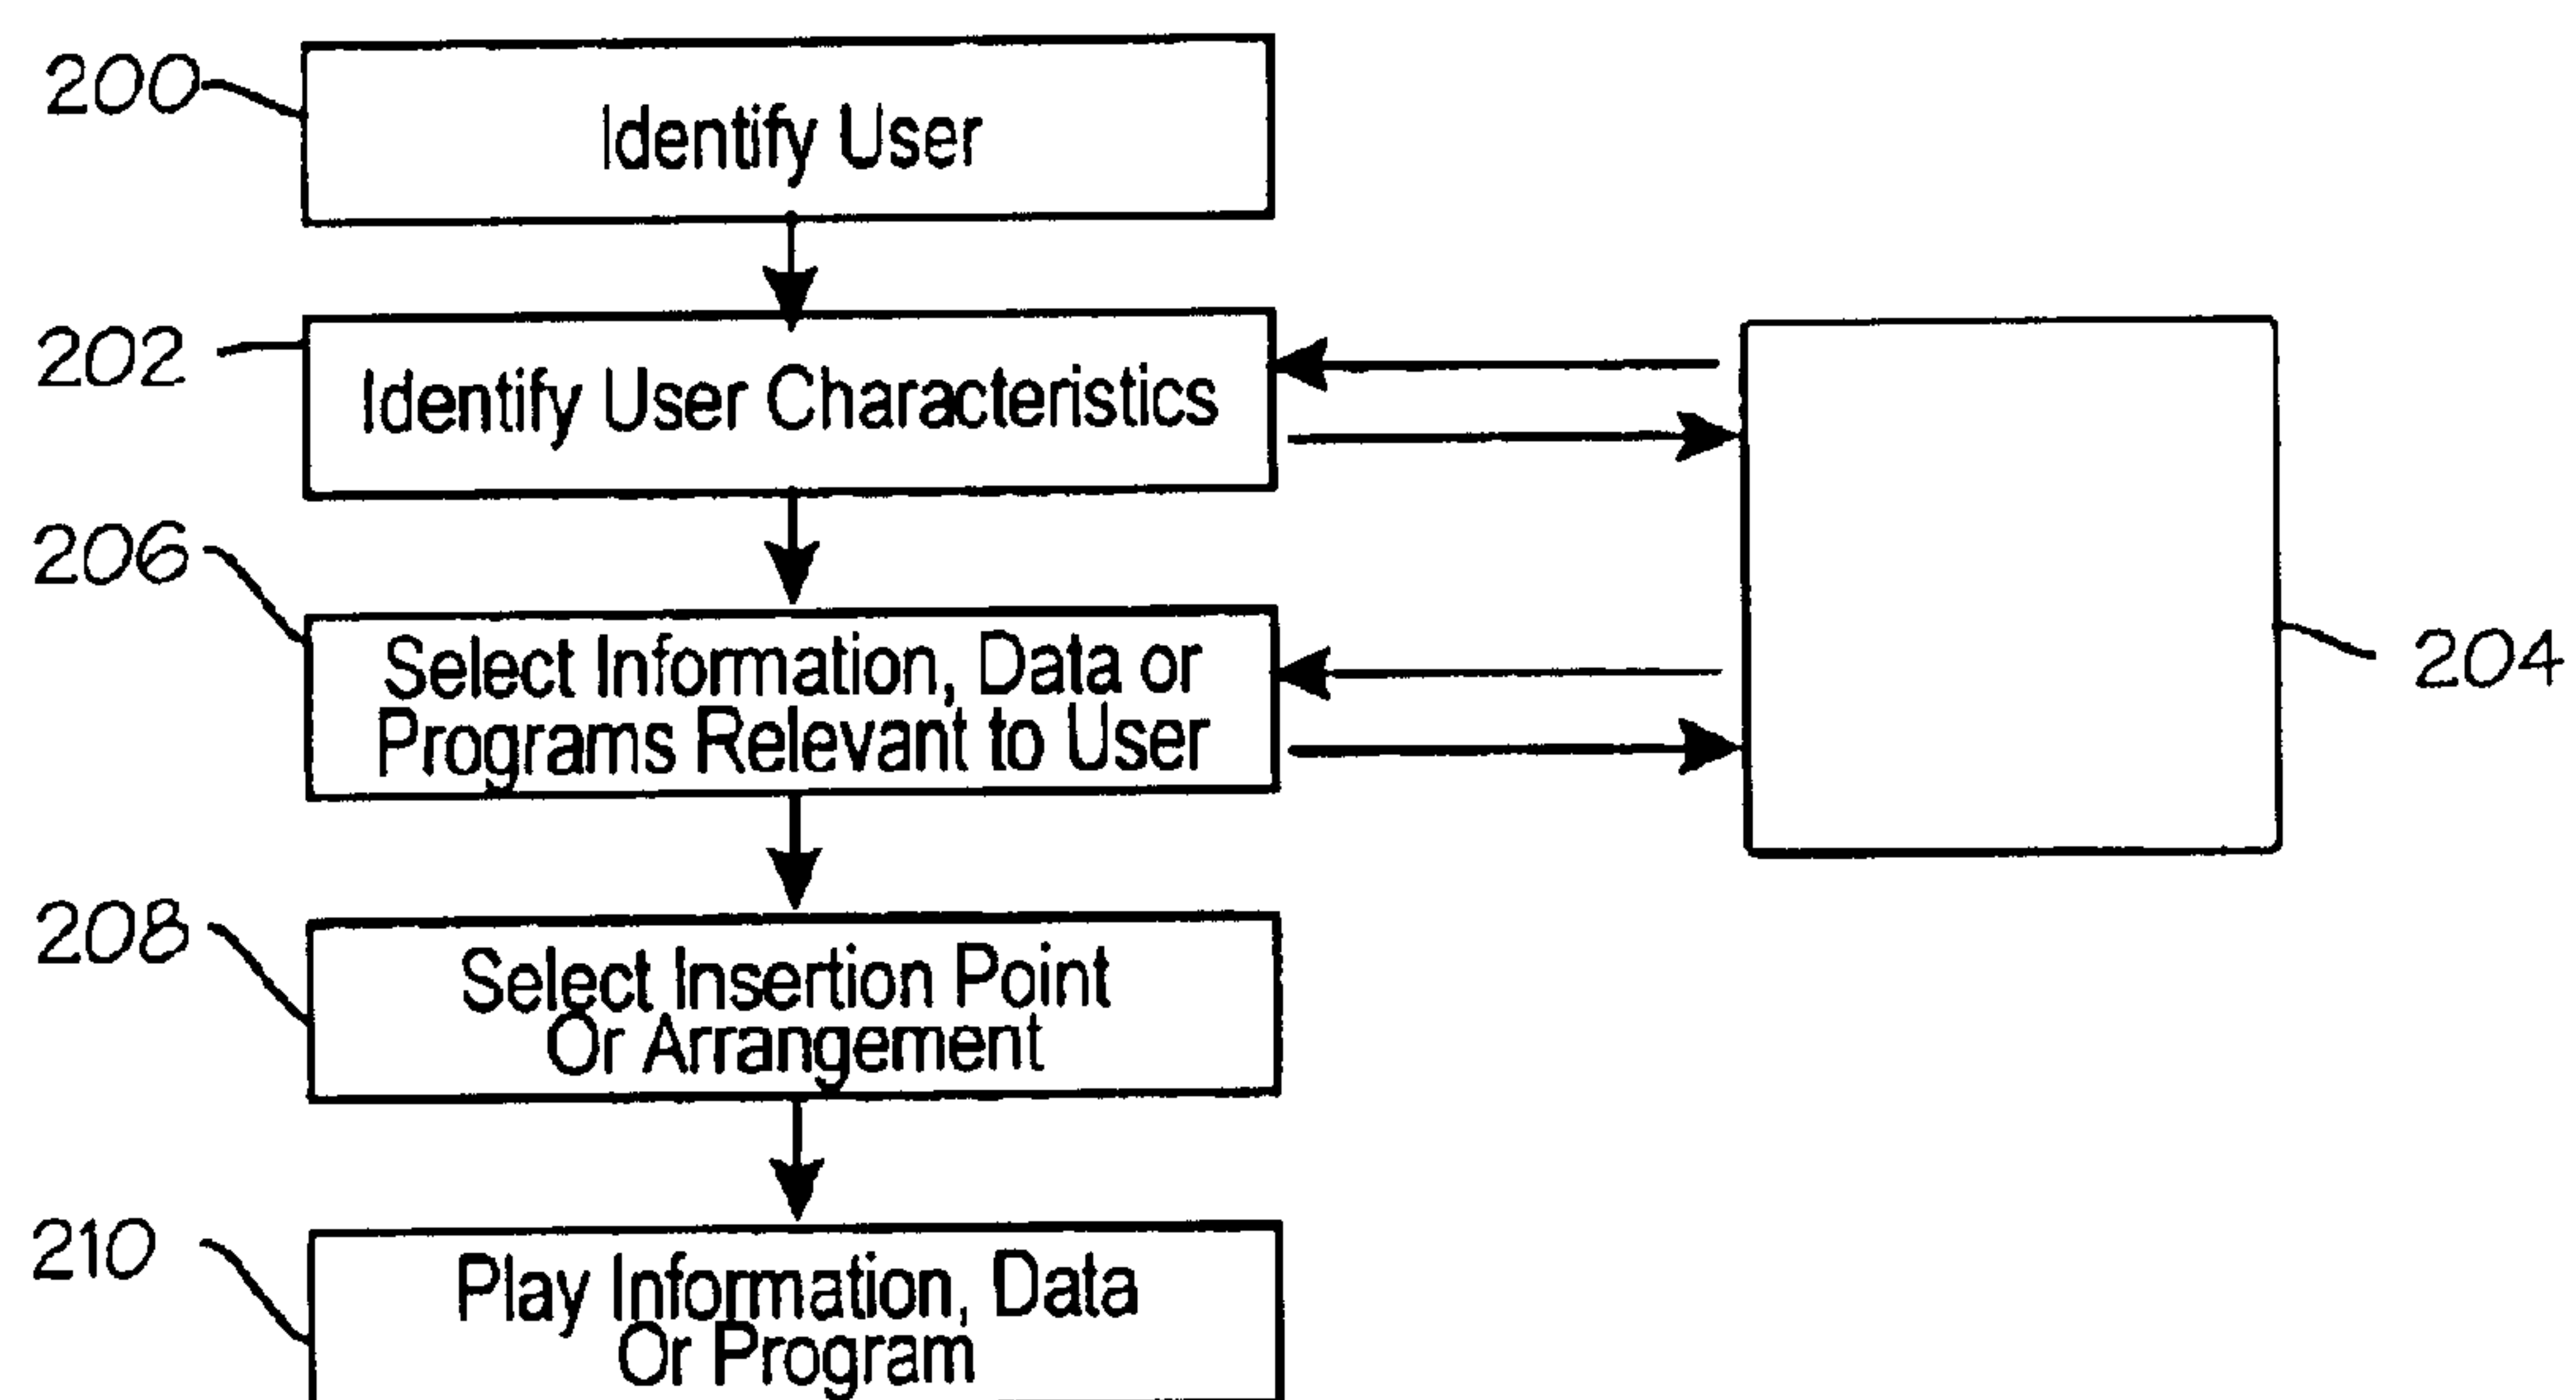 200
Identify User
202
Identify User Characteristics
206
Select Information, Data or
Programs Relevant to User
204
208
Select Insertion Point
Or Arrangement
210
Play Information, Data
Or Program